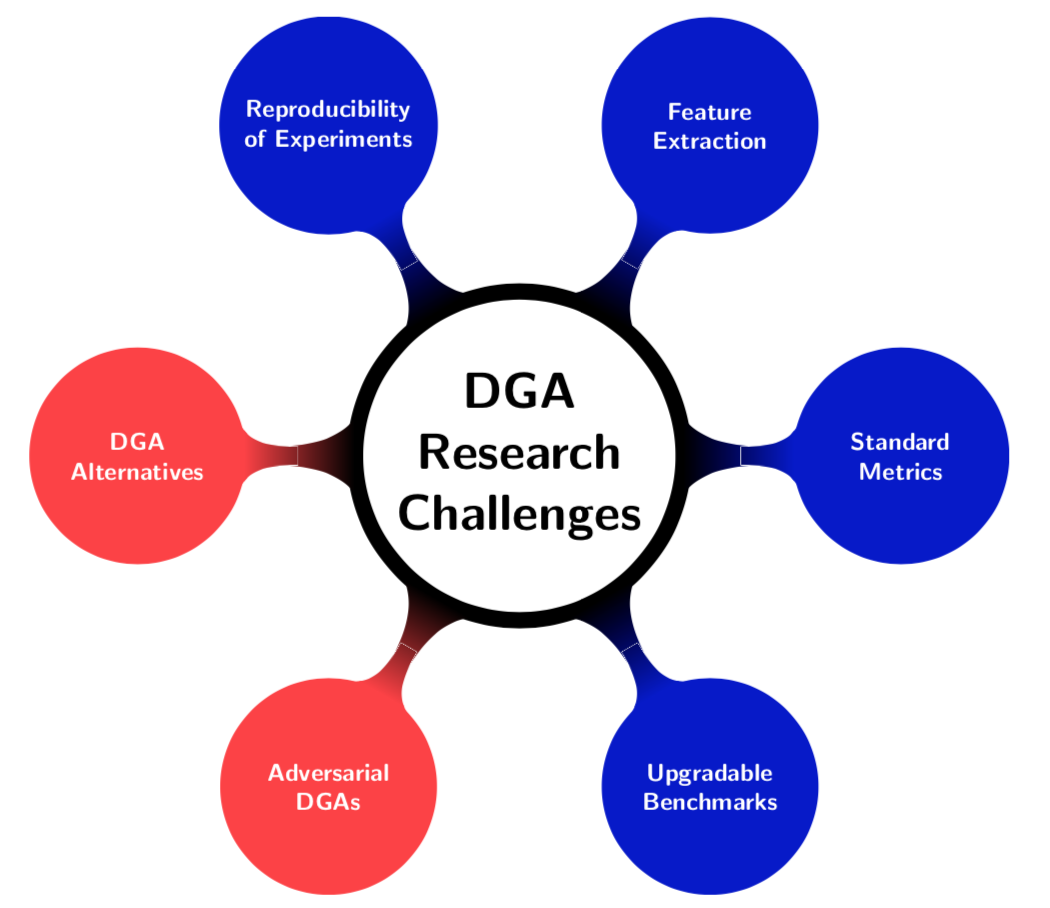 Reproducibility
of Experiments
Feature
Extraction
DGA
Alternatives
DGA
Research
Challenges
Standard
Metrics
Adversarial
DGAs
Upgradable
Benchmarks